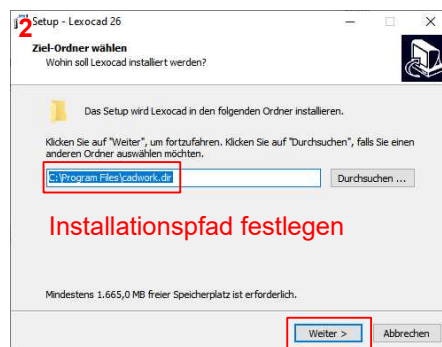 2
Setup - Lexocad 26
Ziel-Ordner wählen
Wohin soll Lexocad installiert werden?
Das Setup wird Lexocad in den folgenden Ordner installieren.
Klicken Sie auf "Weiter", um fortzufahren. Klicken Sie auf "Durchsuchen", falls Sie einen
anderen Ordner auswählen möchten.
C:\Program Files\cadwork.dir
Durchsuchen ...
Installationspfad festlegen
Mindestens 1.665,0 MB freier Speicherplatz ist erforderlich.
Weiter >
Abbrechen